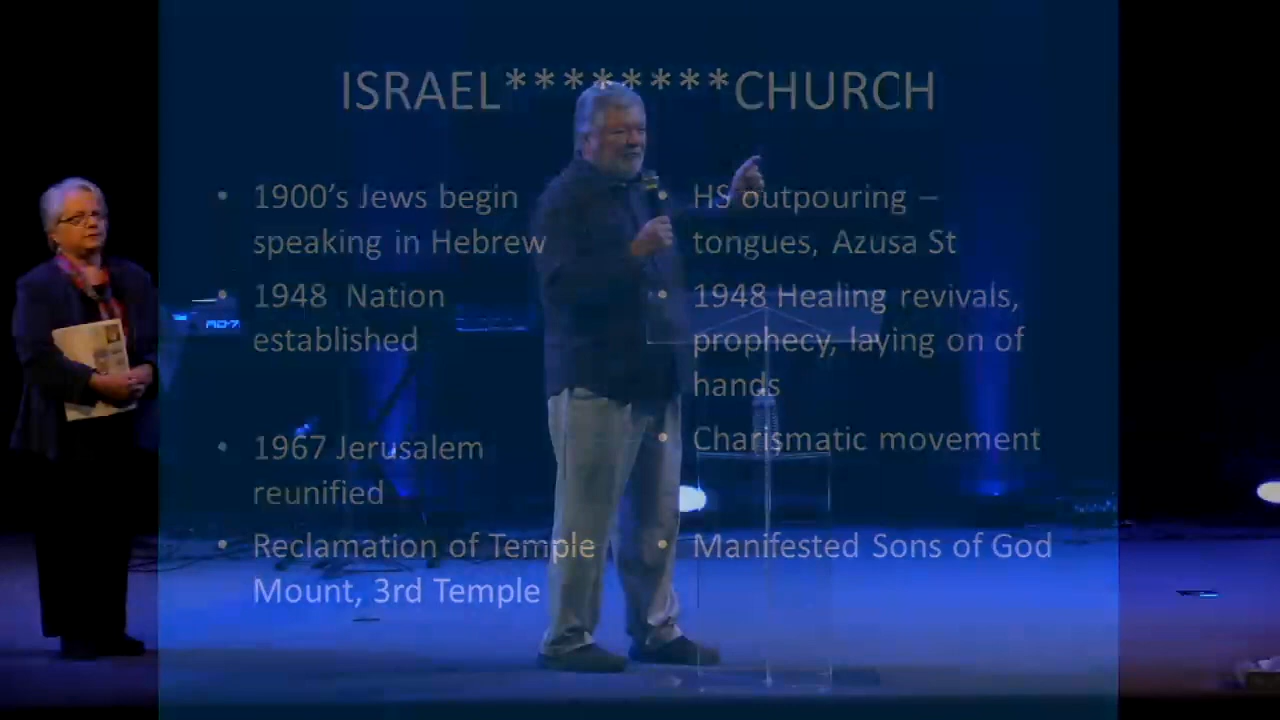 ISRAEL********CHURCH
• 1900’s Jews begin
speaking in Hebrew
• 1948 Nation
established
• 1967 Jerusalem
reunified
• Reclamation of Temple
Mount, 3rd Temple
• HS outpouring –
tongues, Azusa St
• 1948 Healing revivals,
prophecy, laying on of
hands
• Charismatic movement
• Manifested Sons of God